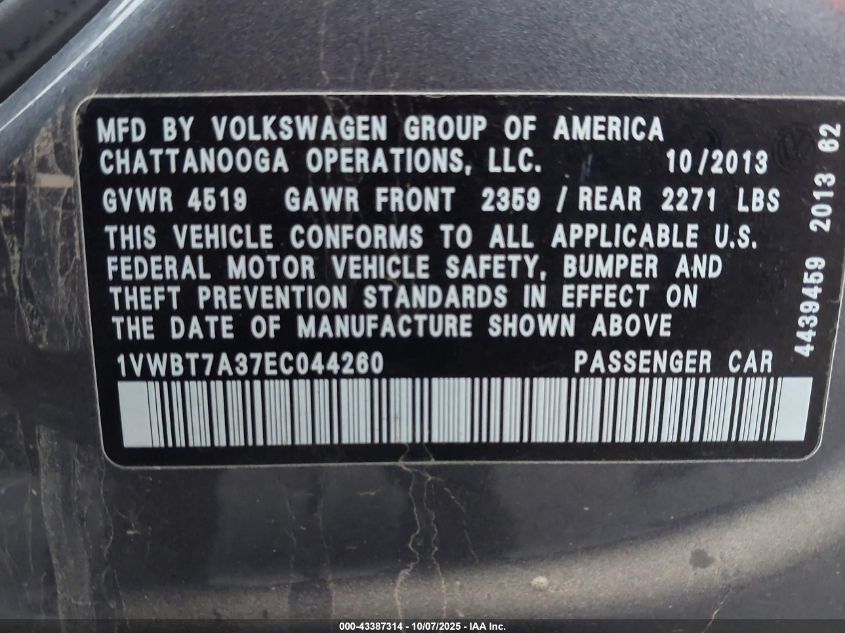 MFD BY VOLKSWAGEN GROUP OF AMERICA
CHATTANOOGA OPERATIONS, LLC. 10/2013
GVWR 4519 GAWR FRONT 2359 / REAR 2271 LBS
THIS VEHICLE CONFORMS TO ALL APPLICABLE U.S.
FEDERAL MOTOR VEHICLE SAFETY, BUMPER AND
THEFT PREVENTION STANDARDS IN EFFECT ON
THE DATE OF MANUFACTURE SHOWN ABOVE
1VWBT7A37EC044260 PASSENGER CAR
4439459 2013 62
000-43387314 - 10/07/2025 - IAA Inc.